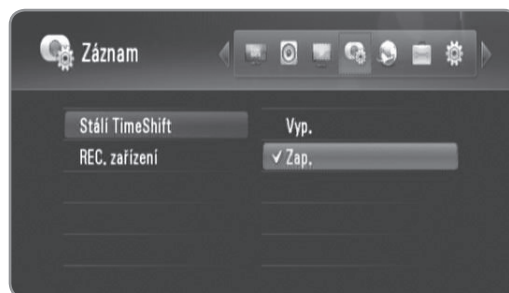 Záznam
Stálí TimeShift
Vyp.
REC. zařízení
Zap.